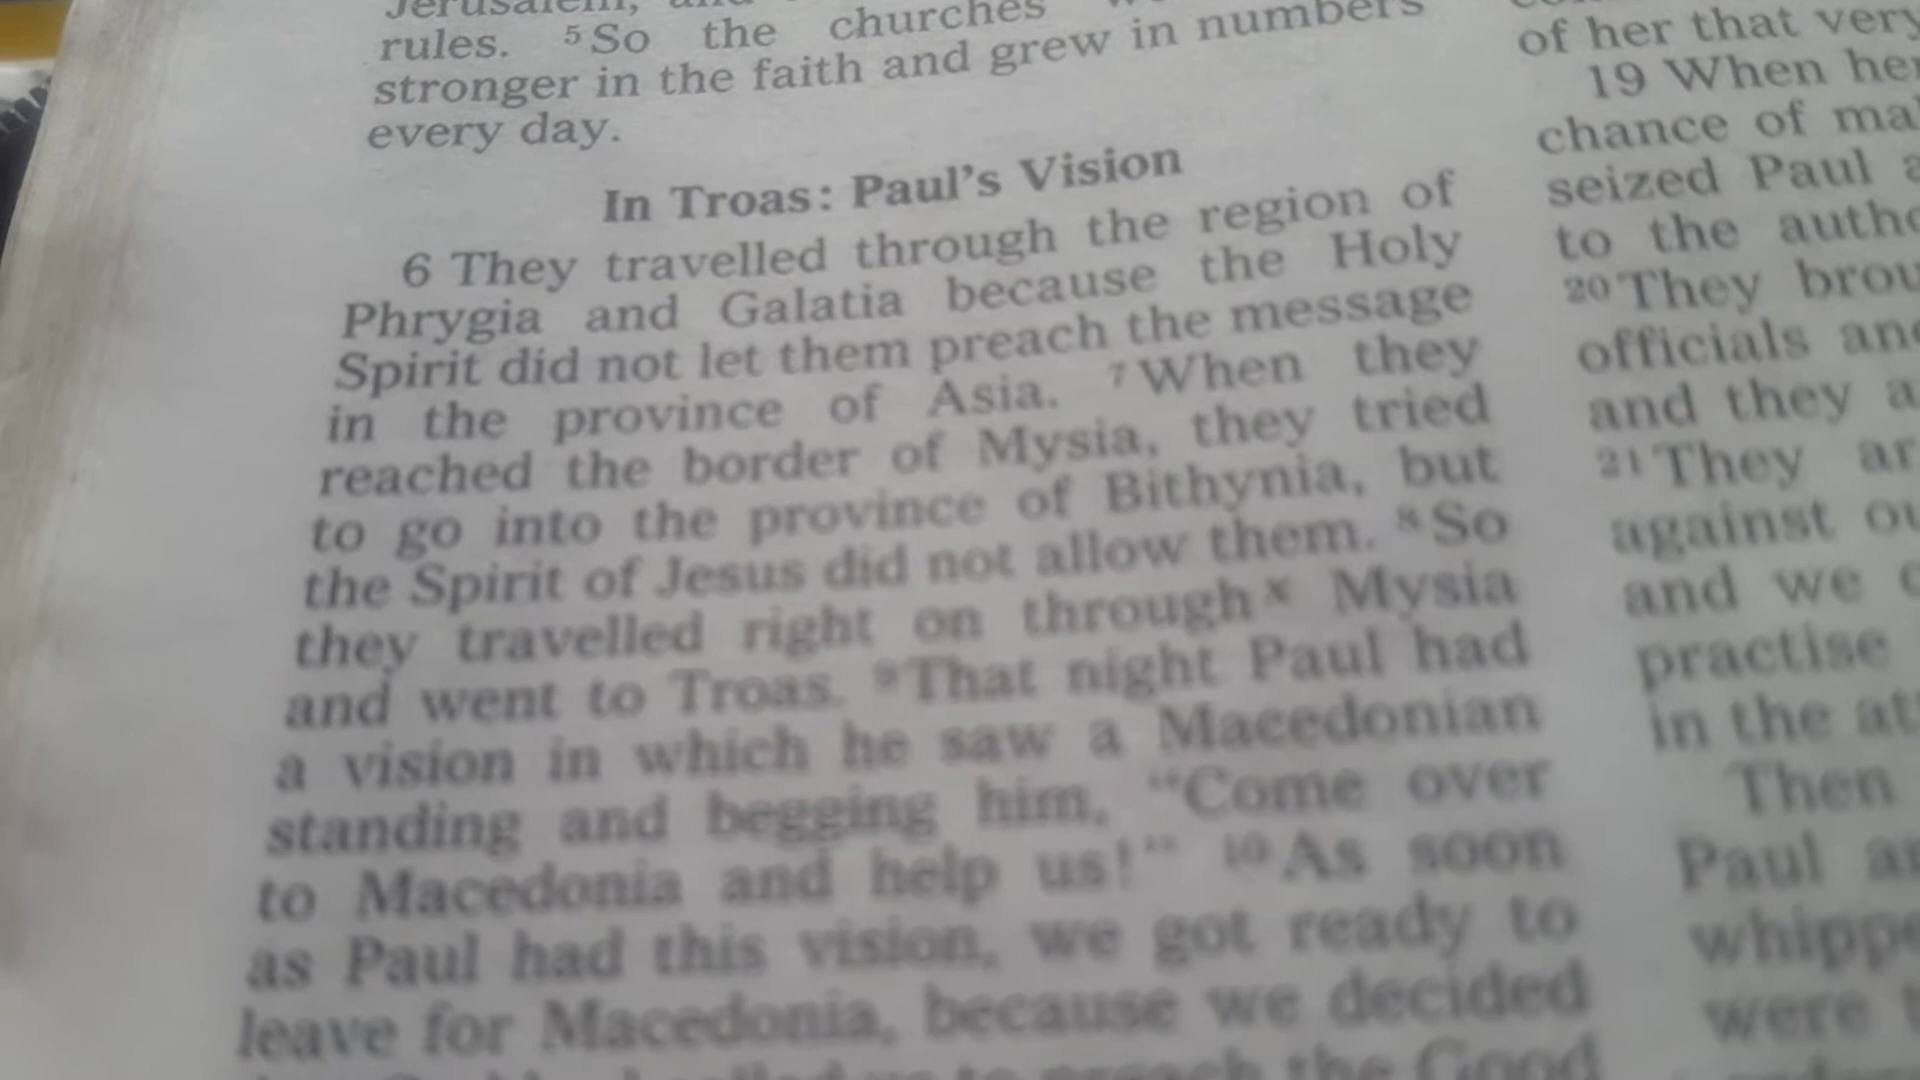 Jerusalem, and
rules. 5 So the churches
stronger in the faith and grew in numbers
every day.
In Troas: Paul's Vision
6 They travelled through the region of
Phrygia and Galatia because the Holy
Spirit did not let them preach the message
in the province of Asia. 7 When they
reached the border of Mysia, they tried
to go into the province of Bithynia, but
the Spirit of Jesus did not allow them. 8 So
they travelled right on through x Mysia
and went to Troas. 9 That night Paul had
a vision in which he saw a Macedonian
standing and begging him, "Come over
to Macedonia and help us!" 10 As soon
as Paul had this vision, we got ready to
leave for Macedonia, because we decided
to preach the Good
of her that very
19 When her
chance of
seized Paul
to the
20 They
officials
and they
21 They
against
and we
practise
in the
Then
Paul
were